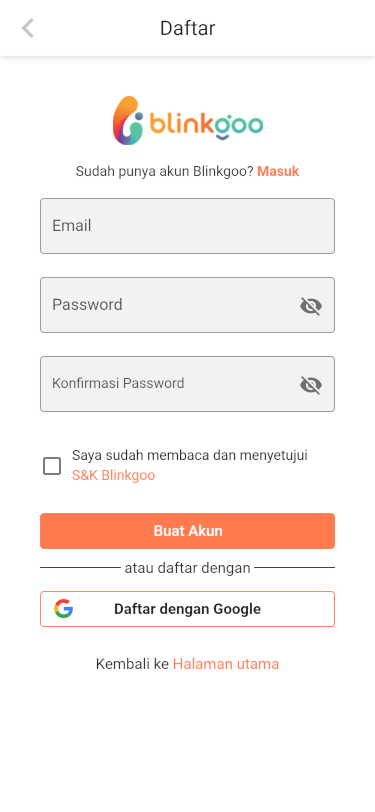 Daftar
blinkgoo
Sudah punya akun Blinkgoo? Masuk
Email
Password
Konfirmasi Password
Saya sudah membaca dan menyetujui
S&K Blinkgoo
Buat Akun
atau daftar dengan
Daftar dengan Google
Kembali ke Halaman utama